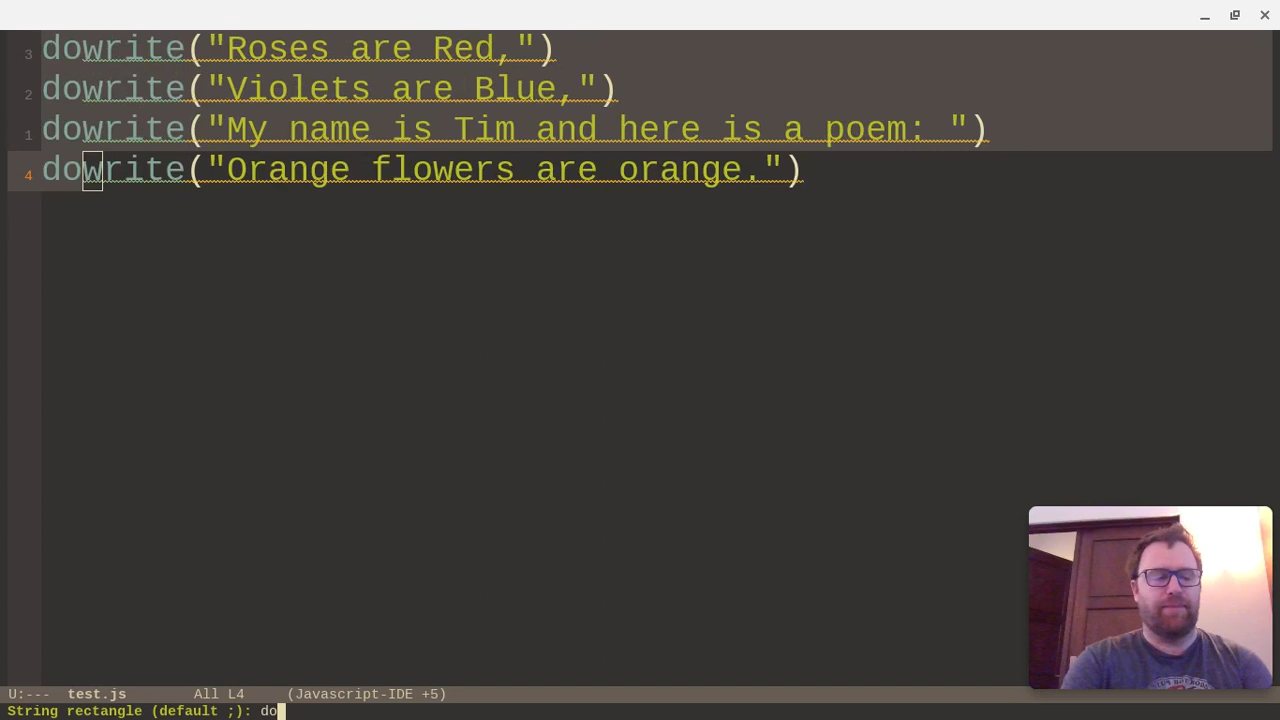 3 dowrite("Roses are Red,")
2 dowrite("Violets are Blue,")
1 dowrite("My name is Tim and here is a poem: ")
4 dowrite("Orange flowers are orange.")
U:---  test.js        All L4     (Javascript-IDE +5)
String rectangle (default ;): do